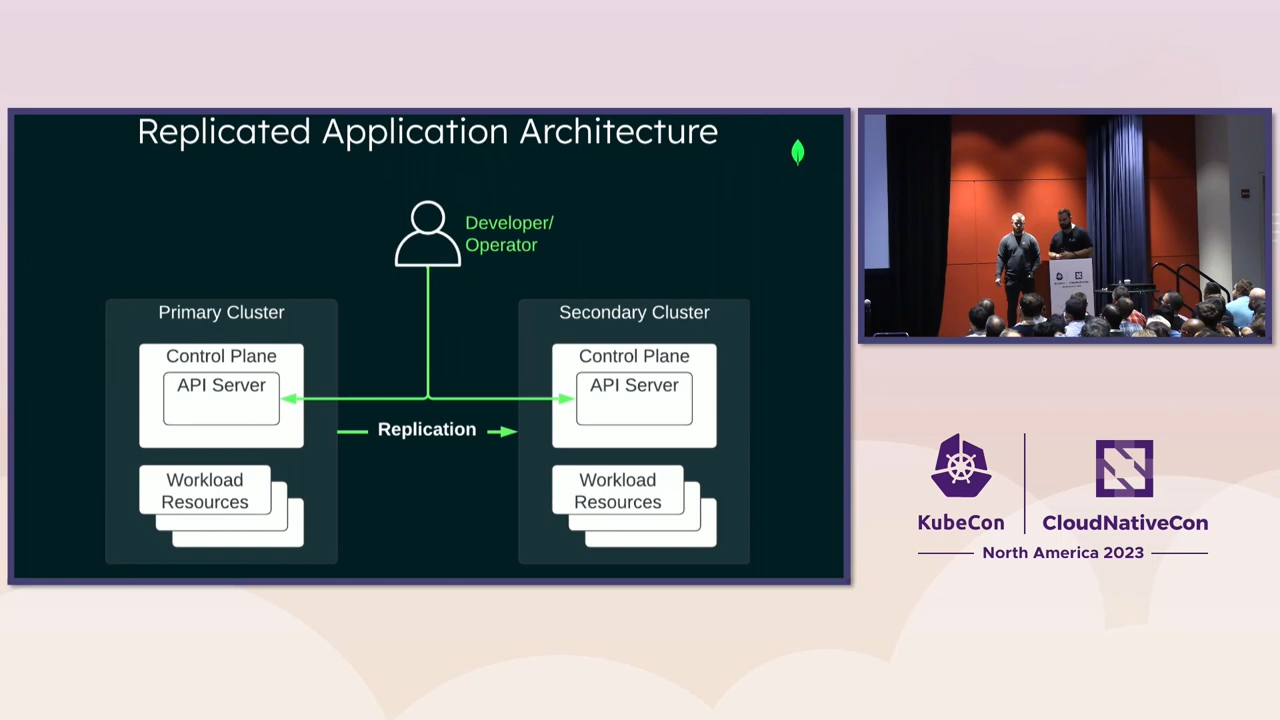 Replicated Application Architecture
Developer/
Operator
Primary Cluster
Control Plane
API Server
Workload
Resources
Replication
Secondary Cluster
Control Plane
API Server
Workload
Resources
KubeCon
CloudNativeCon
North America 2023